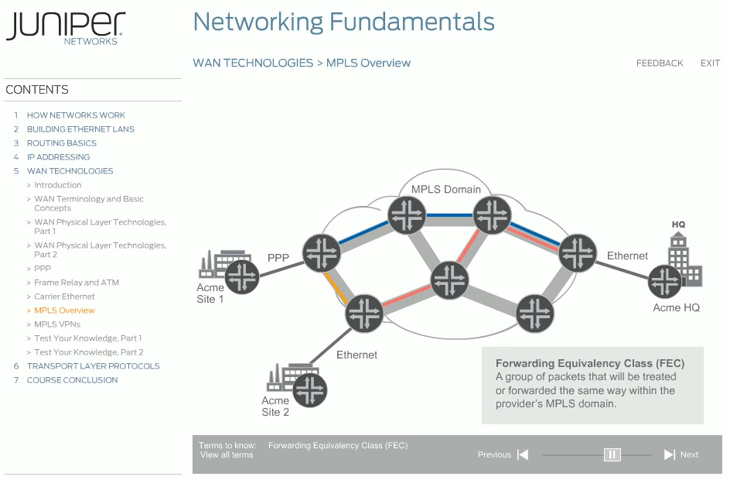 JUNIPER
NETWORKS
Networking Fundamentals
WAN TECHNOLOGIES > MPLS Overview
FEEDBACK EXIT
CONTENTS
1 HOW NETWORKS WORK
2 BUILDING ETHERNET LANS
3 ROUTING BASICS
4 IP ADDRESSING
5 WAN TECHNOLOGIES
> Introduction
> WAN Terminology and Basic
Concepts
> WAN Physical Layer Technologies,
Part 1
> WAN Physical Layer Technologies,
Part 2
> PPP
> Frame Relay and ATM
> Carrier Ethernet
> MPLS Overview
> MPLS VPNs
> Test Your Knowledge, Part 1
> Test Your Knowledge, Part 2
6 TRANSPORT LAYER PROTOCOLS
7 COURSE CONCLUSION
MPLS Domain
HQ
PPP
Ethernet
Acme
Site 1
Acme HQ
Ethernet
Acme
Site 2
Forwarding Equivalency Class (FEC)
A group of packets that will be treated
or forwarded the same way within the
provider's MPLS domain.
Terms to know: Forwarding Equivalency Class (FEC)
View all terms
Previous
Next